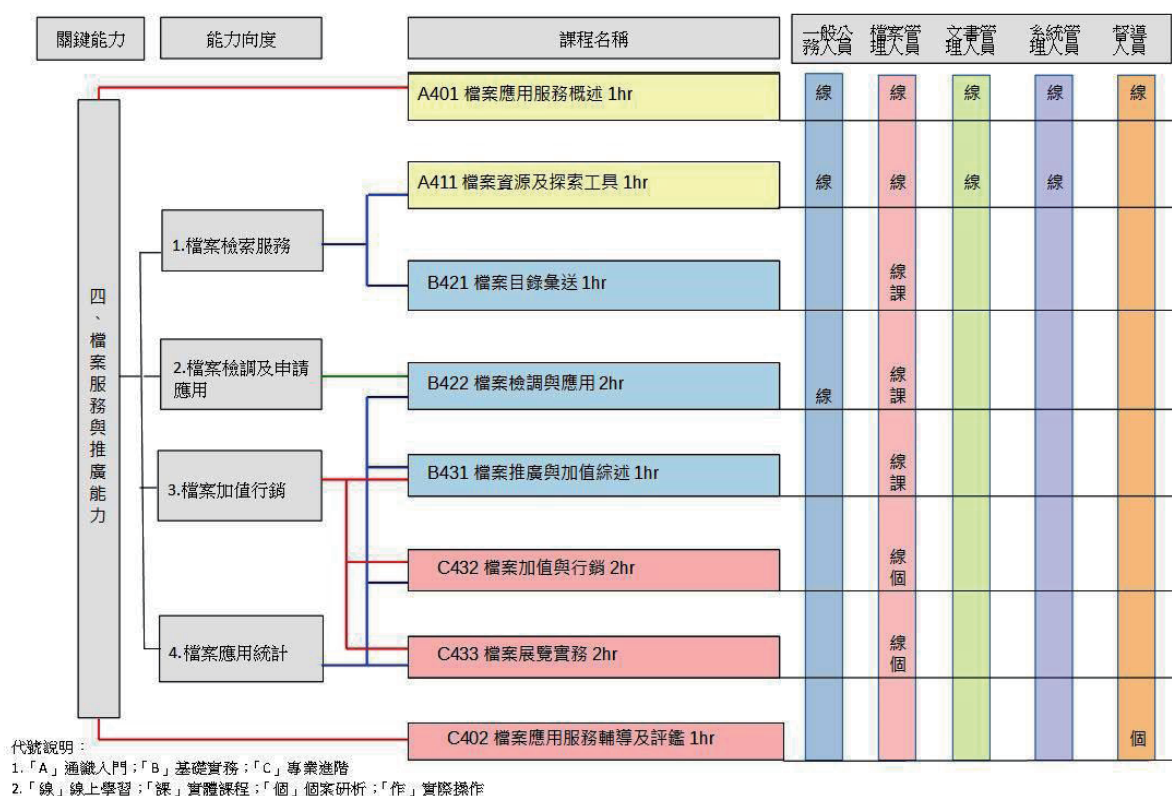 關鍵能力
能力向度
課程名稱
一般公
務人員
檔案管
理人員
文書管
理人員
系統管
理人員
督導
人員
A401 檔案應用服務概述 1hr
線
線
線
線
線
A411 檔案資源及探索工具 1hr
線
線
線
線
1.檔案檢索服務
B421 檔案目錄彙送 1hr
線
課
四、檔案服務與推廣能力
2.檔案檢調及申請
應用
B422 檔案檢調與應用 2hr
線
線
課
3.檔案加值行銷
B431 檔案推廣與加值綜述 1hr
線
課
C432 檔案加值與行銷 2hr
線
個
4.檔案應用統計
C433 檔案展覽實務 2hr
線
個
C402 檔案應用服務輔導及評鑑 1hr
個
代號說明：
1.「A」通識入門；「B」基礎實務；「C」專業進階
2.「線」線上學習；「課」實體課程；「個」個案研析；「作」實際操作